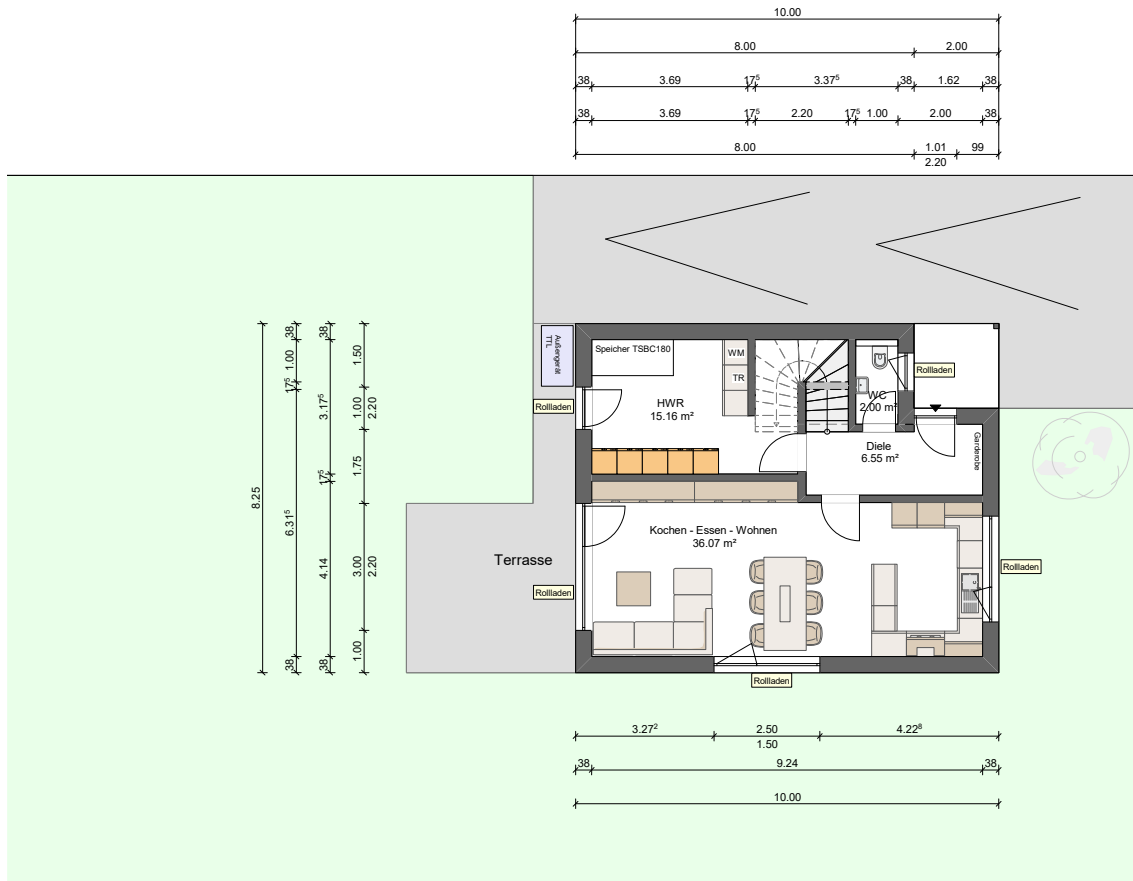 10.00
8.00 2.00
38 3.69 17⁵ 3.37⁵ 38 1.62 38
38 3.69 17⁵ 2.20 17⁵ 1.00 2.00 38
8.00 1.01 99
2.20
Außengerät
TTL
Speicher TSBC180
WM
TR
Rollladen
HWR
15.16 m²
WC
2.00 m²
Rollladen
Diele
6.55 m²
Garderobe
Kochen - Essen - Wohnen
36.07 m²
Terrasse
Rollladen
Rollladen
Rollladen
8.25
38 1.00 17⁵ 6.31⁵ 38
38 3.17⁵ 17⁵ 4.14 38
1.50 1.00 1.75 3.00 1.00
2.20 2.20
3.27² 2.50 4.22⁸
1.50
38 9.24 38
10.00